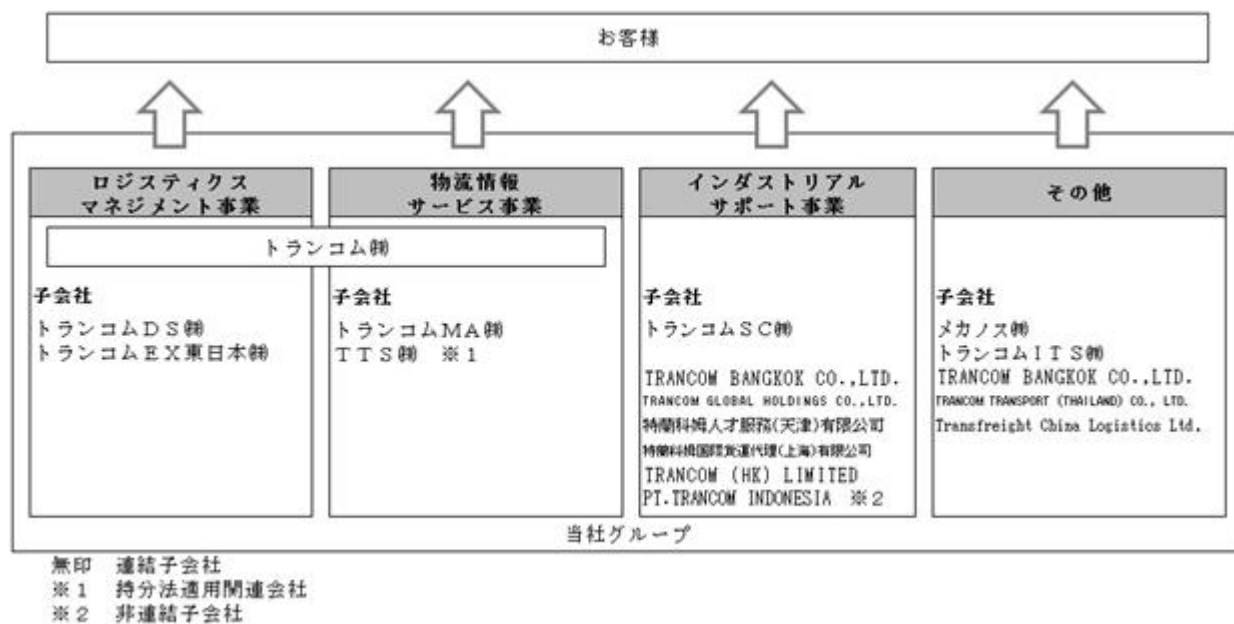 お客様
ロジスティクス
マネジメント事業
物流情報
サービス事業
インダストリアル
サポート事業
その他
トランコム㈱
子会社
トランコムDS㈱
トランコムEX東日本㈱
子会社
トランコムMA㈱
TTS㈱ ※1
子会社
トランコムSC㈱
TRANCOM BANGKOK CO.,LTD.
TRANCOM GLOBAL HOLDINGS CO.,LTD.
特蘭科姆人才服務(天津)有限公司
特蘭科姆国際貨運代理(上海)有限公司
TRANCOM (HK) LIMITED
PT.TRANCOM INDONESIA ※2
子会社
メカノス㈱
トランコムITS㈱
TRANCOM BANGKOK CO.,LTD.
TRANCOM TRANSPORT (THAILAND) CO., LTD.
Transfreight China Logistics Ltd.
当社グループ
無印 連結子会社
※1 持分法適用関連会社
※2 非連結子会社